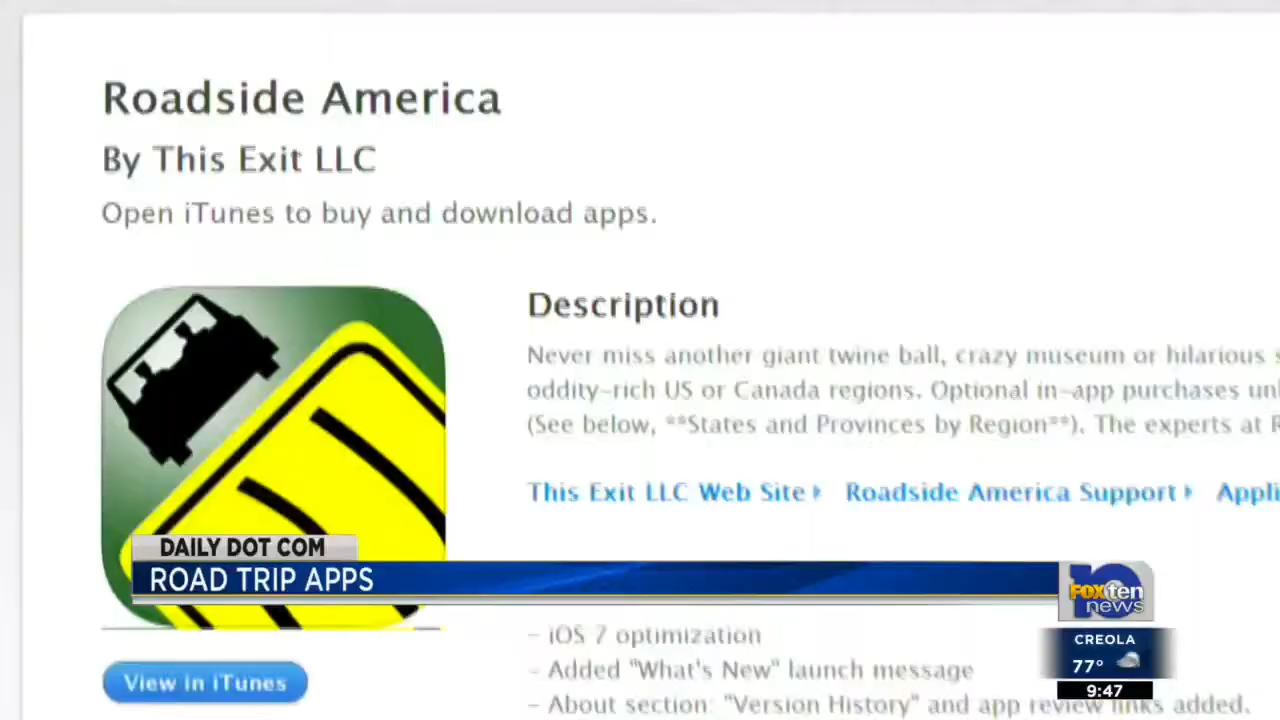 Roadside America
By This Exit LLC
Open iTunes to buy and download apps.
Description
Never miss another giant twine ball, crazy museum or hilarious
oddity-rich US or Canada regions. Optional in-app purchases
(See below, **States and Provinces by Region**). The experts at
This Exit LLC Web Site
Roadside America Support
DAILY DOT COM
ROAD TRIP APPS
10
FOX ten
news
- iOS 7 optimization
- Added "What's New" launch message
- About section: "Version History" and app review links added.
View in iTunes
CREOLA
77°
9:47